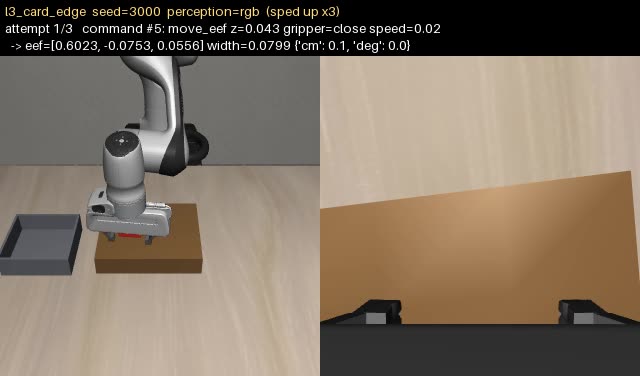 l3_card_edge seed=3000 perception=rgb (sped up x3)
attempt 1/3 command #5: move_eef z=0.043 gripper=close speed=0.02
-> eef=[0.6023, -0.0753, 0.0556] width=0.0799 {'cm': 0.1, 'deg': 0.0}